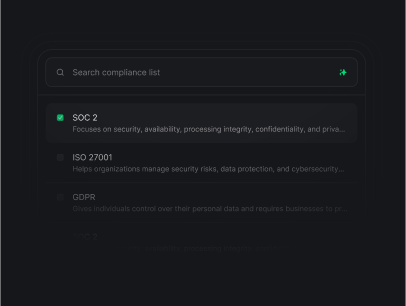 Search compliance list
SOC 2
Focuses on security, availability, processing integrity, confidentiality, and priva...
ISO 27001
Helps organizations manage security risks, data protection, and cybersecurity...
GDPR
Gives individuals control over their personal data and requires businesses to pr...